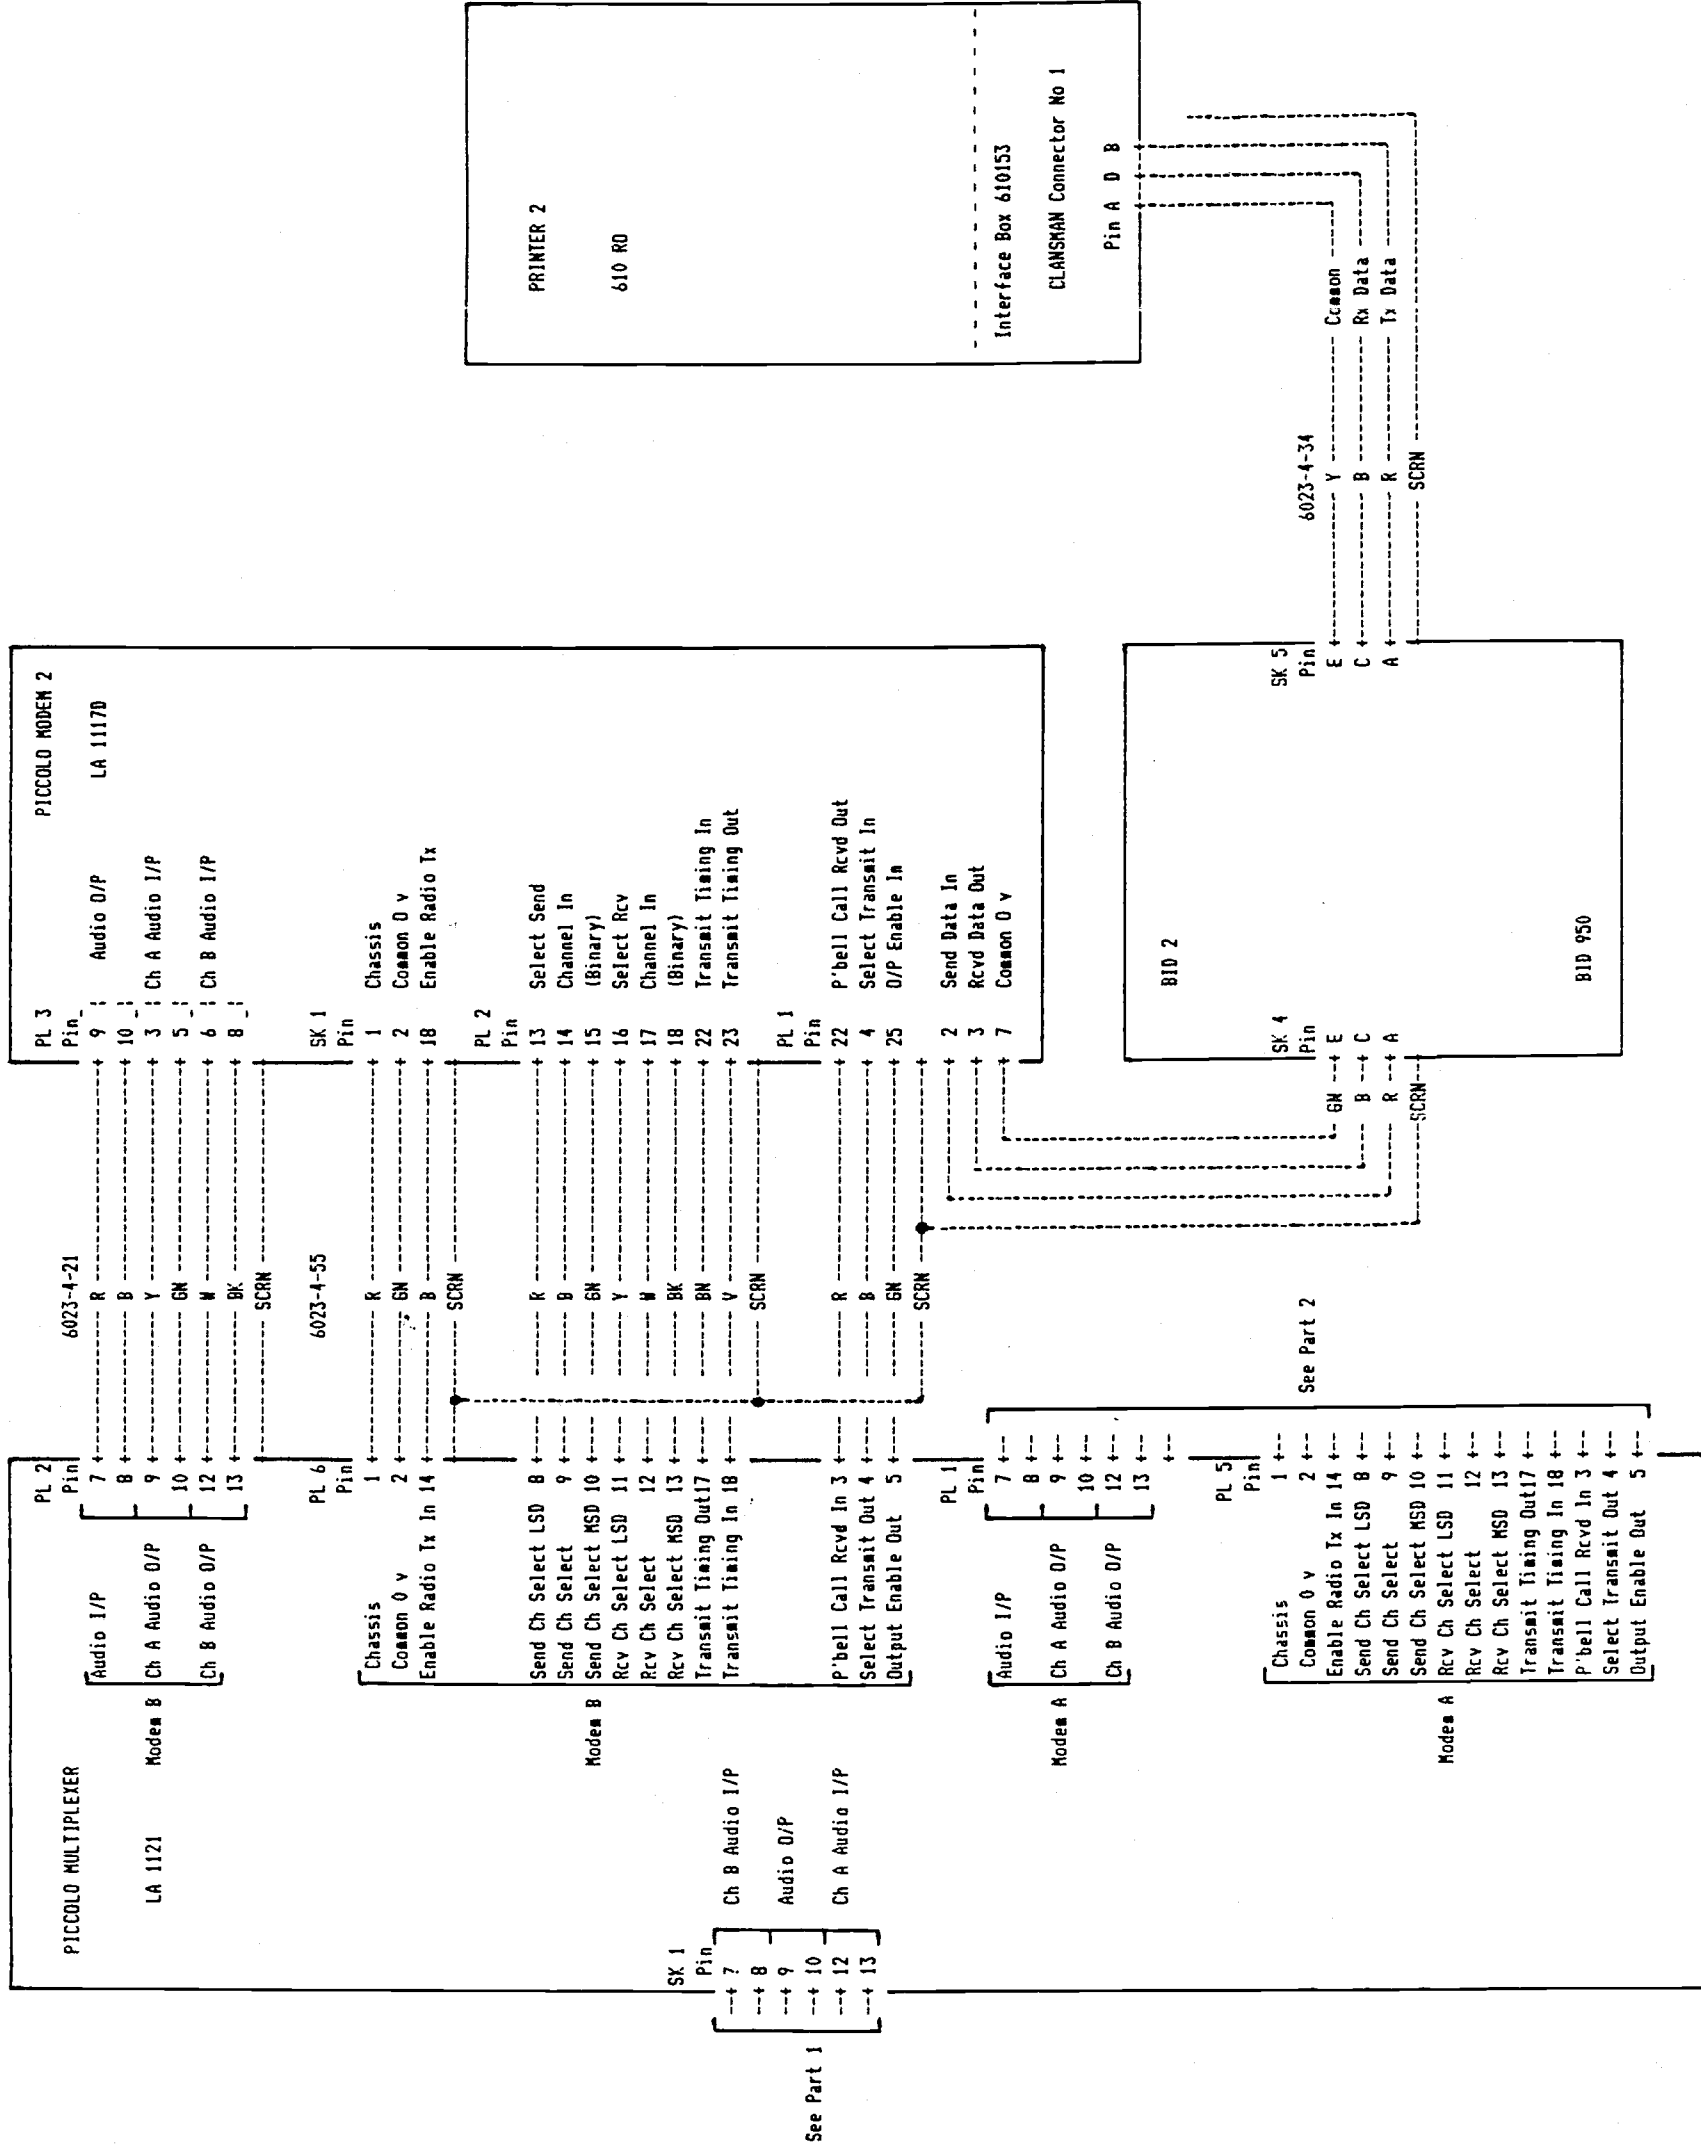 PICCOLO MULTIPLEXER
LA 1121
Modem B
Audio I/P
Ch A Audio O/P
Ch B Audio O/P
PL 2
Pin
7
8
9
10
12
13
6023-4-21
R
B
Y
GN
W
BK
SCRN
PL 3
Pin
9
10
3
5
6
8
Audio O/P
Ch A Audio I/P
Ch B Audio I/P
PICCOLO MODEM 2
LA 1117D
PL 6
Pin
Modem B
Chassis 1
Common 0 v 2
Enable Radio Tx In 14
Send Ch Select LSD 8
Send Ch Select 9
Send Ch Select MSD 10
Rcv Ch Select LSD 11
Rcv Ch Select 12
Rcv Ch Select MSD 13
Transmit Timing Out 17
Transmit Timing In 18
P'bell Call Rcvd In 3
Select Transmit Out 4
Output Enable Out 5
6023-4-55
R
GN
B
SCRN
R
B
GN
Y
W
BK
BN
V
SCRN
R
B
GN
SCRN
SK 1
Pin
1 Chassis
2 Common 0 v
18 Enable Radio Tx
PL 2
Pin
13 Select Send
14 Channel In
15 (Binary)
16 Select Rcv
17 Channel In
18 (Binary)
22 Transmit Timing In
23 Transmit Timing Out
PL 1
Pin
22 P'bell Call Rcvd Out
4 Select Transmit In
25 O/P Enable In
2 Send Data In
3 Rcvd Data Out
7 Common 0 v
See Part 1
SK 1
Pin
7
8
9
10
12
13
Ch B Audio I/P
Audio O/P
Ch A Audio I/P
Modem A
Audio I/P
Ch A Audio O/P
Ch B Audio O/P
PL 1
Pin
7
8
9
10
12
13
See Part 2
PL 5
Pin
Modem A
Chassis 1
Common 0 v 2
Enable Radio Tx In 14
Send Ch Select LSD 8
Send Ch Select 9
Send Ch Select MSD 10
Rcv Ch Select LSD 11
Rcv Ch Select 12
Rcv Ch Select MSD 13
Transmit Timing Out 17
Transmit Timing In 18
P'bell Call Rcvd In 3
Select Transmit Out 4
Output Enable Out 5
SK 4
Pin
GN E
B C
R A
SCRN
BID 2
BID 950
SK 5
Pin
E
C
A
6023-4-34
Y Common
B Rx Data
R Tx Data
SCRN
PRINTER 2
610 RO
Interface Box 610153
CLANSMAN Connector No 1
Pin A D B